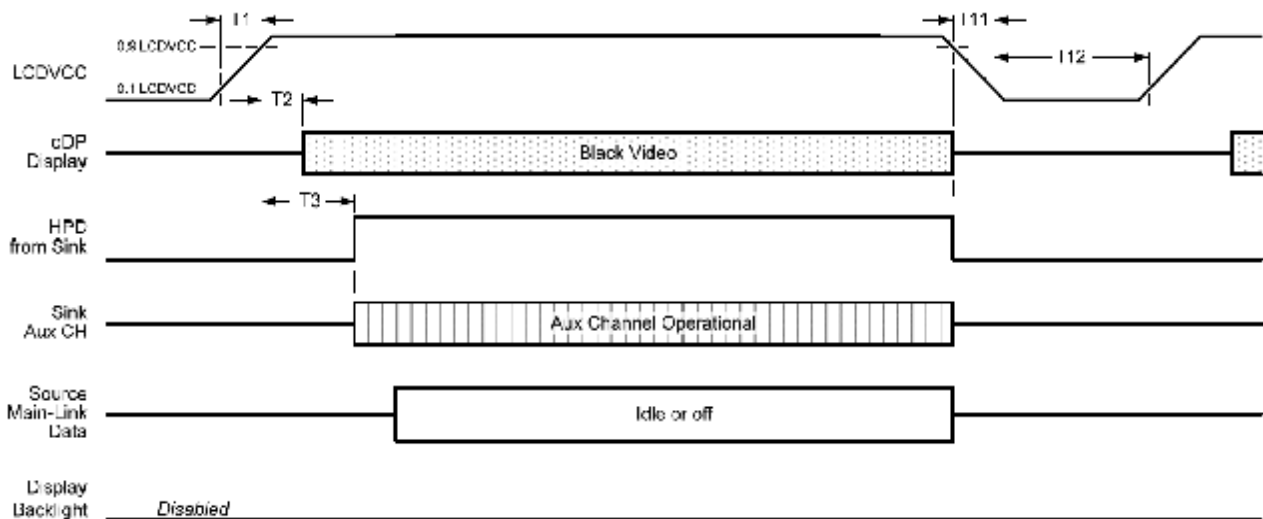 T1
T11
0.9 LCDVCC
LCDVCC
T12
0.1 LCDVCC
T2
eDP
Display
Black Video
T3
HPD
from Sink
Sink
Aux CH
Aux Channel Operational
Source
Main-Link
Data
Idle or off
Display
Backlight
Disabled